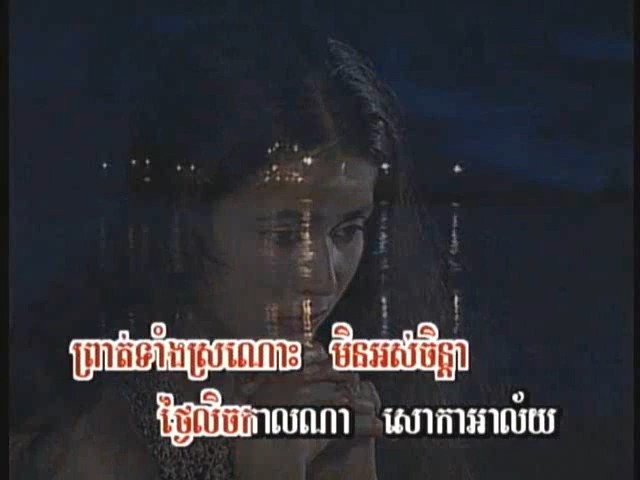 ព្រាត់ទាំងស្រណោះ មិនអស់ចិន្តា
ថ្ងៃលិចកាលណា សោកាអាល័យ